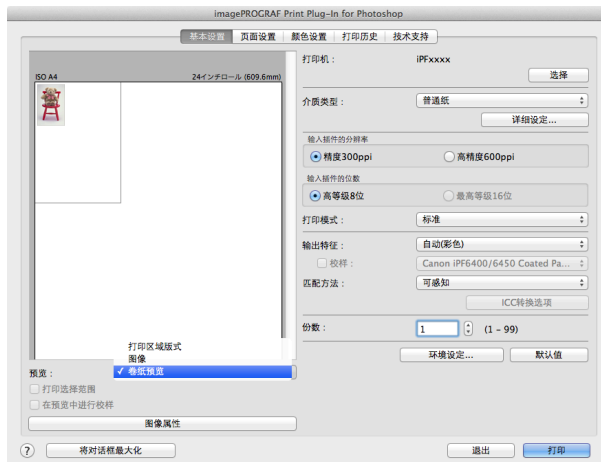 imagePROGRAF Print Plug-In for Photoshop
基本设置 页面设置 颜色设置 打印历史 技术支持
ISO A4 24インチロール (609.6mm)
打印机： iPFxxxx
选择
介质类型： 普通纸
详细设定...
输入插件的分辨率
精度300ppi 高精度600ppi
输入插件的位数
高等级8位 最高等级16位
打印模式： 标准
输出特征： 自动(彩色)
校样： Canon iPF6400/6450 Coated Pa...
匹配方法： 可感知
ICC转换选项
份数： 1 (1 – 99)
环境设定... 默认值
打印区域版式
图像
预览： ✓ 卷纸预览
打印选择范围
在预览中进行校样
图像属性
? 将对话框最大化 退出 打印